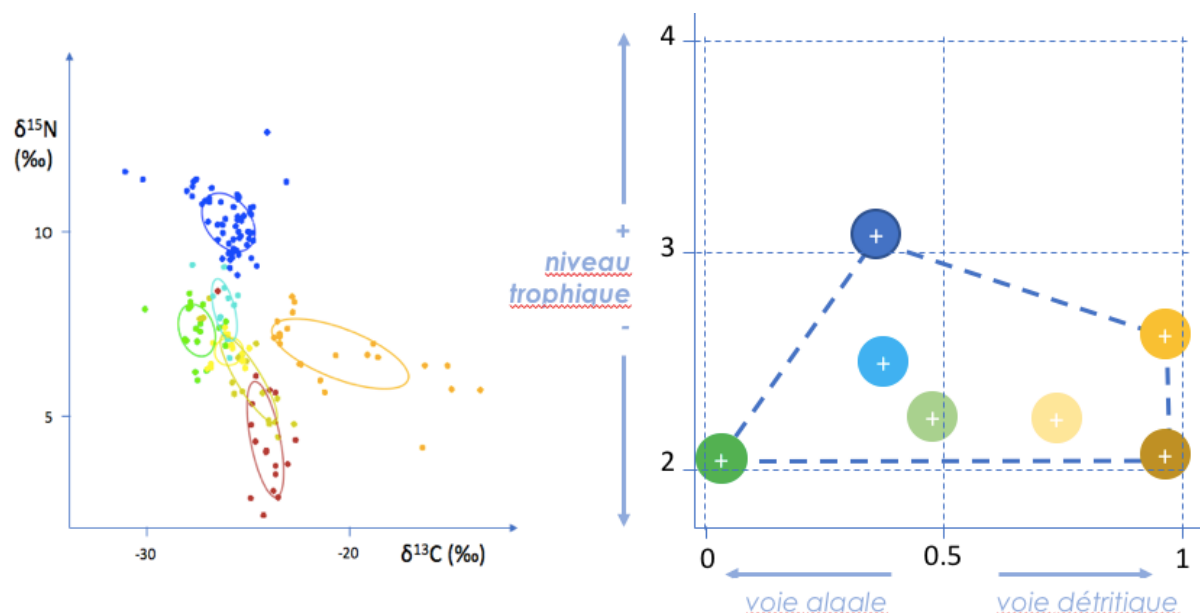 δ¹⁵N
(‰)
10
5
-30
-20
δ¹³C (‰)
+
niveau
trophique
-
4
3
2
0
0.5
1
voie algale
voie détritique